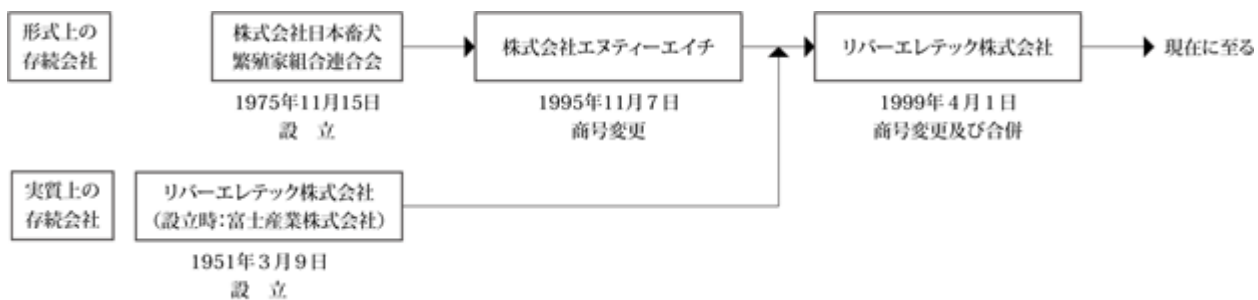 形式上の
存続会社
株式会社日本畜犬
繁殖家組合連合会
株式会社エヌティーエイチ
リバーエレテック株式会社
現在に至る
1975年11月15日
設 立
1995年11月7日
商号変更
1999年4月1日
商号変更及び合併
実質上の
存続会社
リバーエレテック株式会社
（設立時：富士産業株式会社）
1951年3月9日
設 立